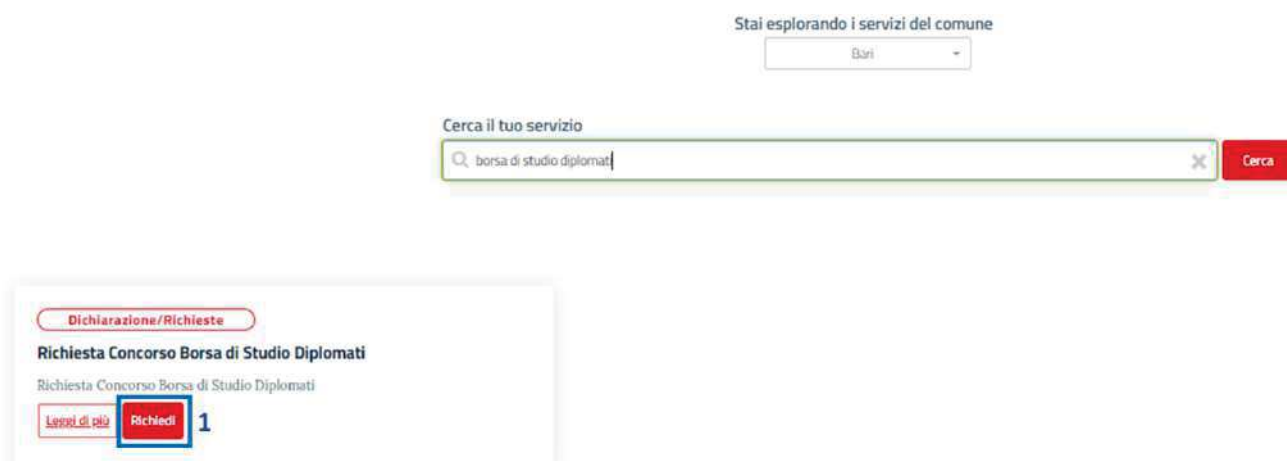 Stai esplorando i servizi del comune
Bari
Cerca il tuo servizio
borsa di studio diplomati
Cerca
Dichiarazione/Richieste
Richiesta Concorso Borsa di Studio Diplomati
Richiesta Concorso Borsa di Studio Diplomati
Leggi di più Richiedi 1